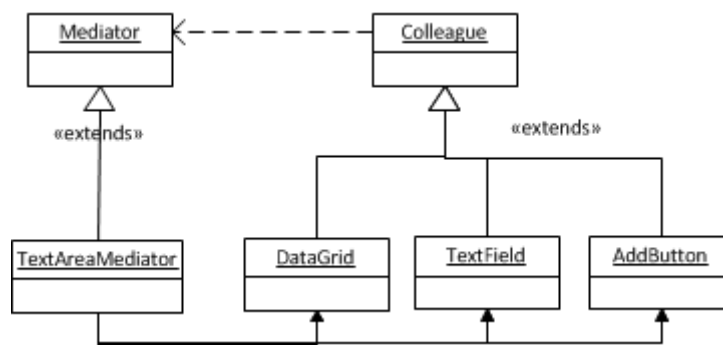 Mediator
Colleague
«extends»
«extends»
TextAreaMediator
DataGrid
TextField
AddButton